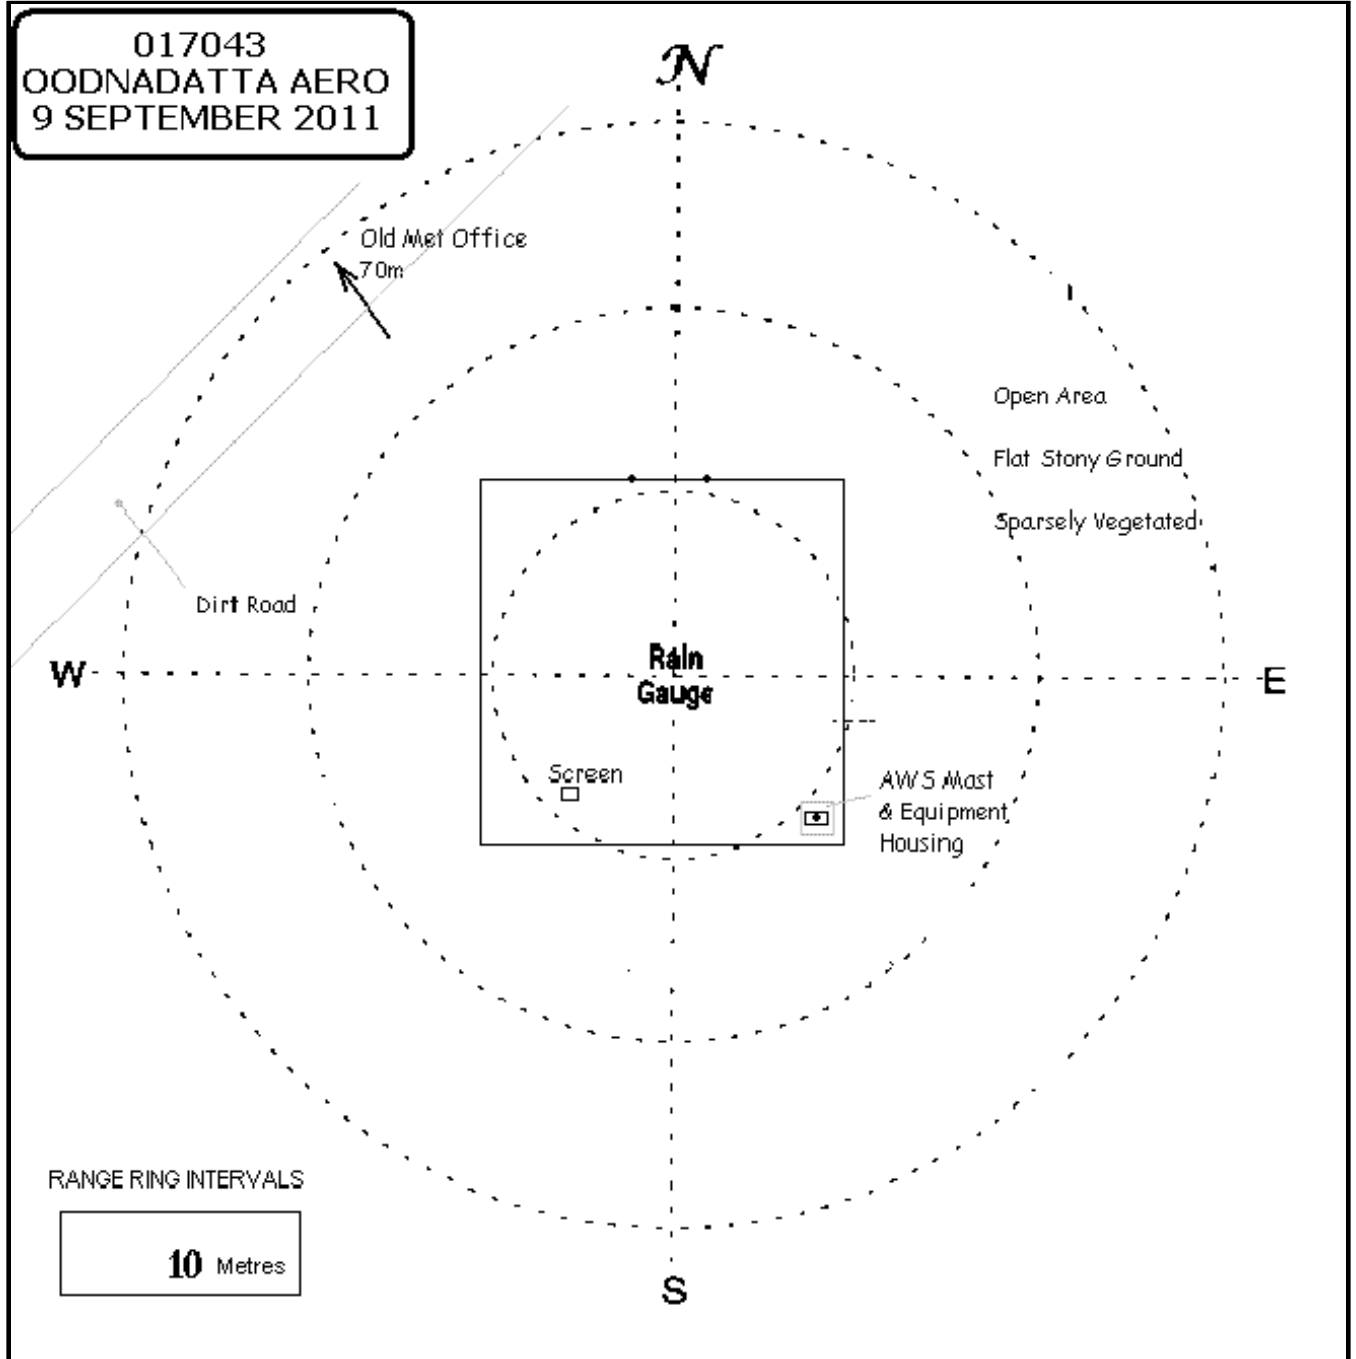 017043
OODNADATTA AERO
9 SEPTEMBER 2011
N
Old Met Office
70m
Open Area
Flat Stony Ground
Sparsely Vegetated
Dirt Road
W
Rain
Gauge
E
Screen
AWS Mast
& Equipment
Housing
RANGE RING INTERVALS
10 Metres
S